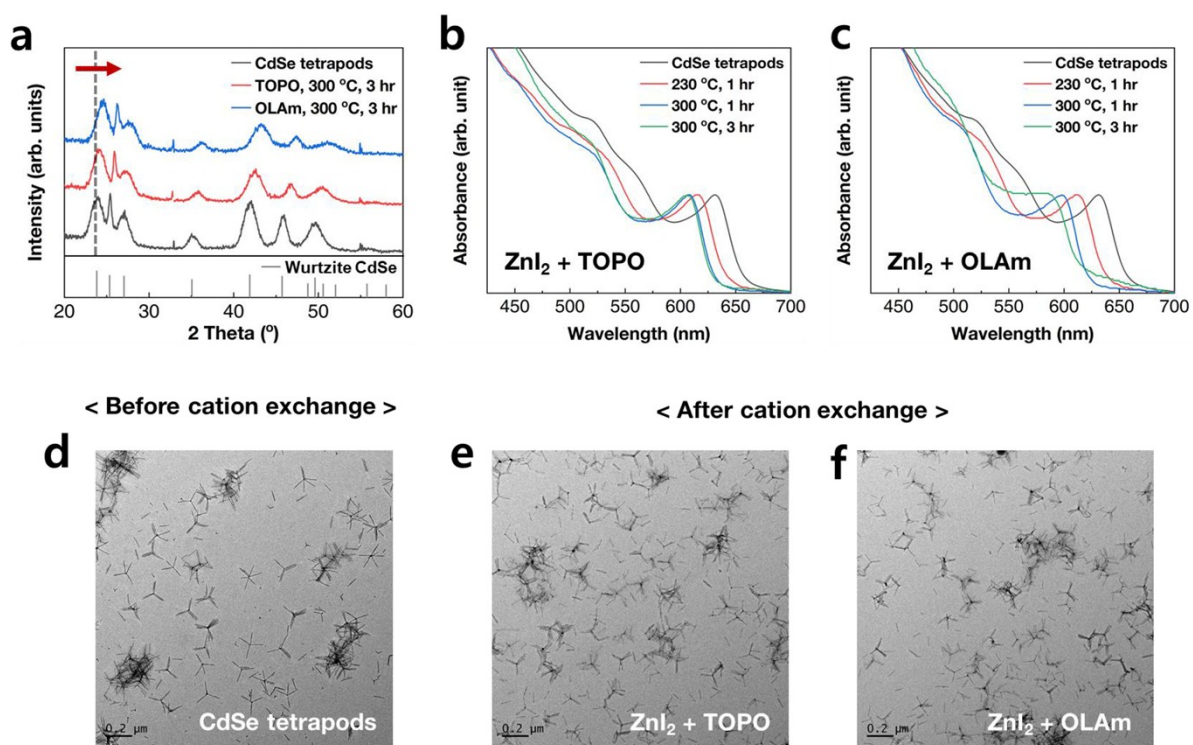 a
Intensity (arb. units)
CdSe tetrapods
TOPO, 300 °C, 3 hr
OLAm, 300 °C, 3 hr
Wurtzite CdSe
20 30 40 50 60
2 Theta (°)
b
Absorbance (arb. unit)
CdSe tetrapods
230 °C, 1 hr
300 °C, 1 hr
300 °C, 3 hr
ZnI₂ + TOPO
450 500 550 600 650 700
Wavelength (nm)
c
Absorbance (arb. unit)
CdSe tetrapods
230 °C, 1 hr
300 °C, 1 hr
300 °C, 3 hr
ZnI₂ + OLAm
450 500 550 600 650 700
Wavelength (nm)
< Before cation exchange >
< After cation exchange >
d
0.2 μm
CdSe tetrapods
e
0.2 μm
ZnI₂ + TOPO
f
0.2 μm
ZnI₂ + OLAm